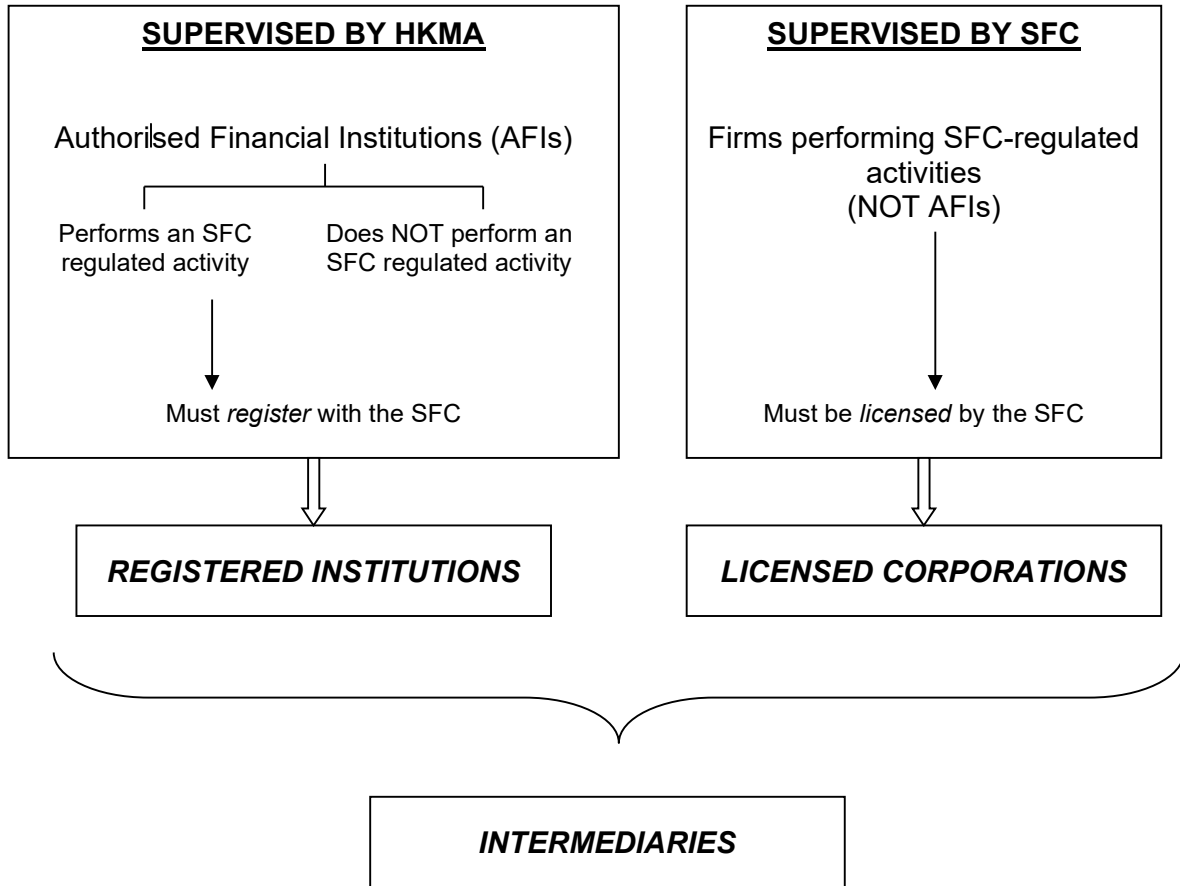 SUPERVISED BY HKMA
Authorised Financial Institutions (AFIs)
Performs an SFC
regulated activity
Does NOT perform an
SFC regulated activity
Must register with the SFC
REGISTERED INSTITUTIONS
SUPERVISED BY SFC
Firms performing SFC-regulated
activities
(NOT AFIs)
Must be licensed by the SFC
LICENSED CORPORATIONS
INTERMEDIARIES